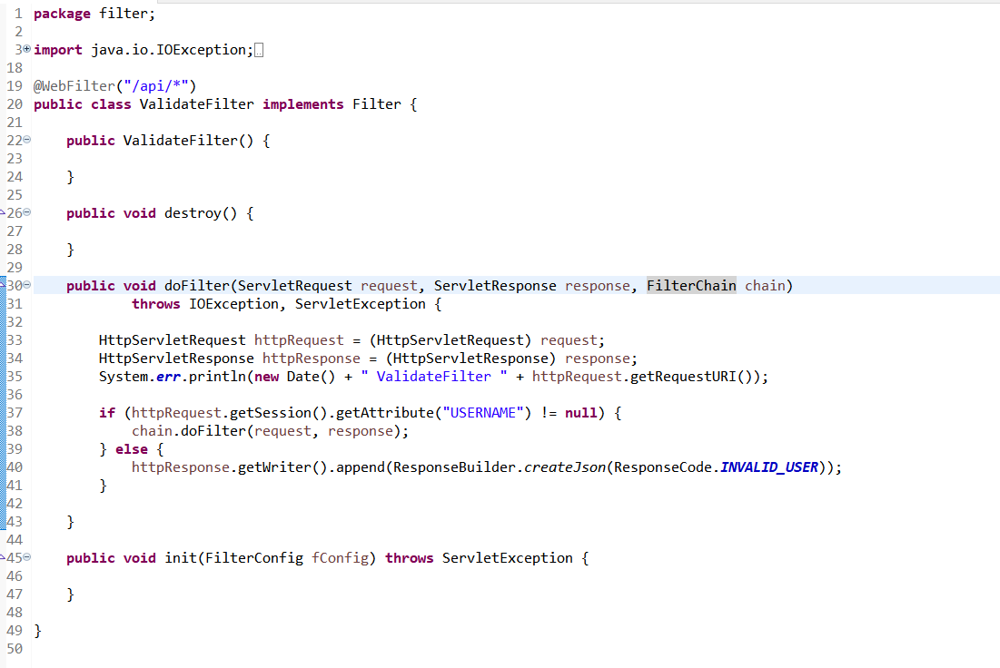 1 package filter;
2
3 import java.io.IOException;
18
19 @WebFilter("/api/*")
20 public class ValidateFilter implements Filter {
21
22 public ValidateFilter() {
23
24 }
25
26 public void destroy() {
27
28 }
29
30 public void doFilter(ServletRequest request, ServletResponse response, FilterChain chain)
31 throws IOException, ServletException {
32
33 HttpServletRequest httpRequest = (HttpServletRequest) request;
34 HttpServletResponse httpResponse = (HttpServletResponse) response;
35 System.err.println(new Date() + " ValidateFilter " + httpRequest.getRequestURI());
36
37 if (httpRequest.getSession().getAttribute("USERNAME") != null) {
38 chain.doFilter(request, response);
39 } else {
40 httpResponse.getWriter().append(ResponseBuilder.createJson(ResponseCode.INVALID_USER));
41 }
42
43 }
44
45 public void init(FilterConfig fConfig) throws ServletException {
46
47 }
48
49 }
50